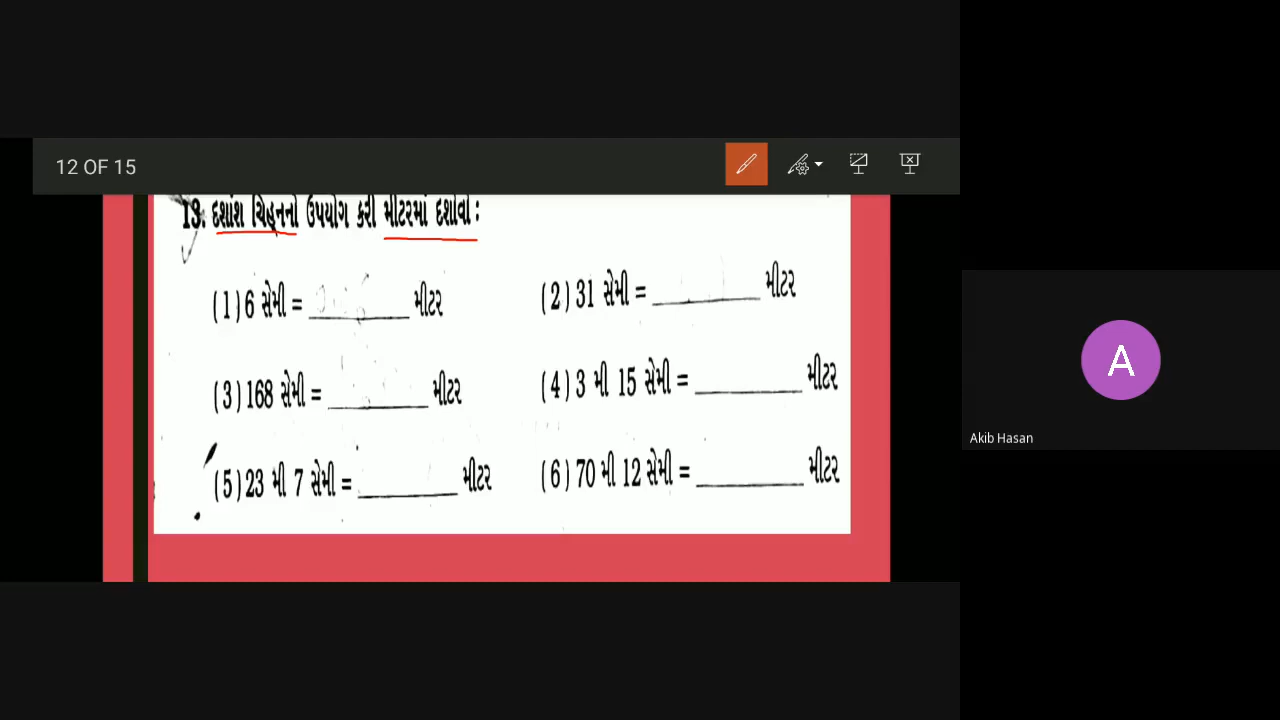 12 OF 15
13. દશાંશ ચિહ્નનો ઉપયોગ કરી મીટરમાં દર્શાવો :
(1) 6 સેમી = ________ મીટર
(2) 31 સેમી = ________ મીટર
(3) 168 સેમી = ________ મીટર
(4) 3 મી 15 સેમી = ________ મીટર
(5) 23 મી 7 સેમી = ________ મીટર
(6) 70 મી 12 સેમી = ________ મીટર
A
Akib Hasan